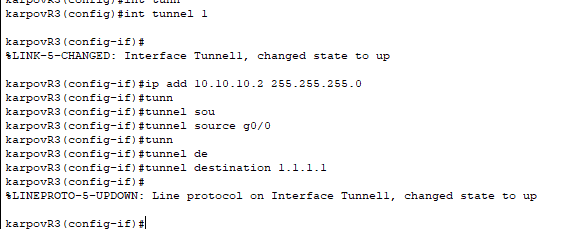 karpovR3(config)#int tunn
karpovR3(config)#int tunnel 1
karpovR3(config-if)#
%LINK-5-CHANGED: Interface Tunnel1, changed state to up
karpovR3(config-if)#ip add 10.10.10.2 255.255.255.0
karpovR3(config-if)#tunn
karpovR3(config-if)#tunnel sou
karpovR3(config-if)#tunnel source g0/0
karpovR3(config-if)#tunn
karpovR3(config-if)#tunnel de
karpovR3(config-if)#tunnel destination 1.1.1.1
karpovR3(config-if)#
%LINEPROTO-5-UPDOWN: Line protocol on Interface Tunnel1, changed state to up
karpovR3(config-if)#